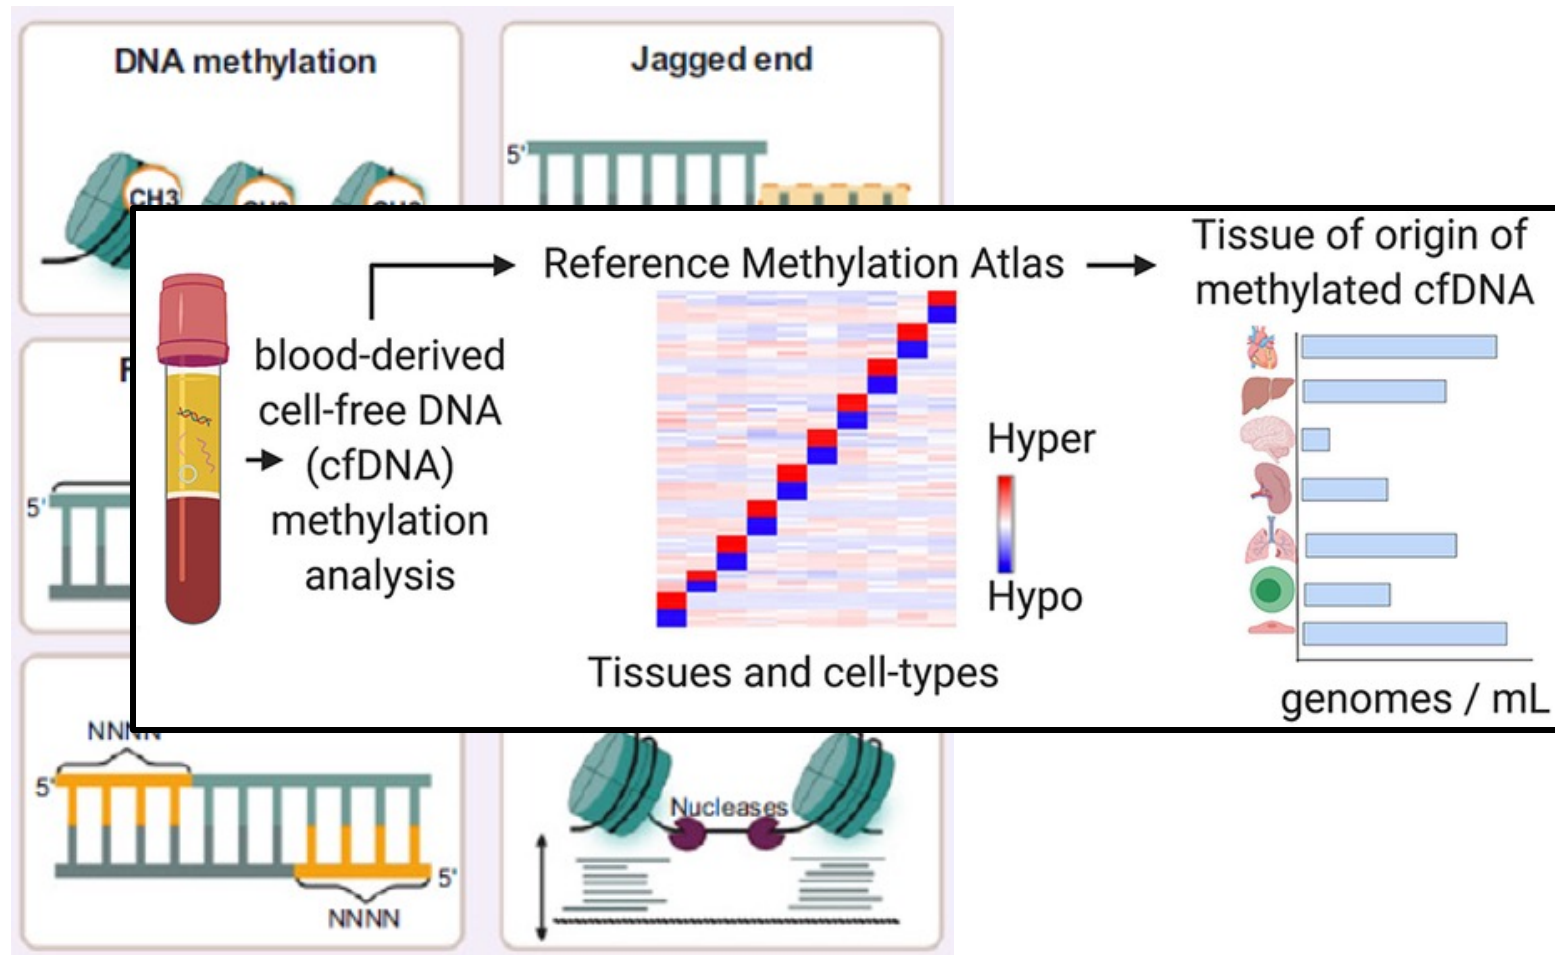 DNA methylation
Jagged end
5'
CH3
Reference Methylation Atlas
Tissue of origin of
methylated cfDNA
blood-derived
cell-free DNA
(cfDNA)
methylation
analysis
Hyper
Hypo
Tissues and cell-types
genomes / mL
5'
NNNN
5'
5'
NNNN
Nucleases